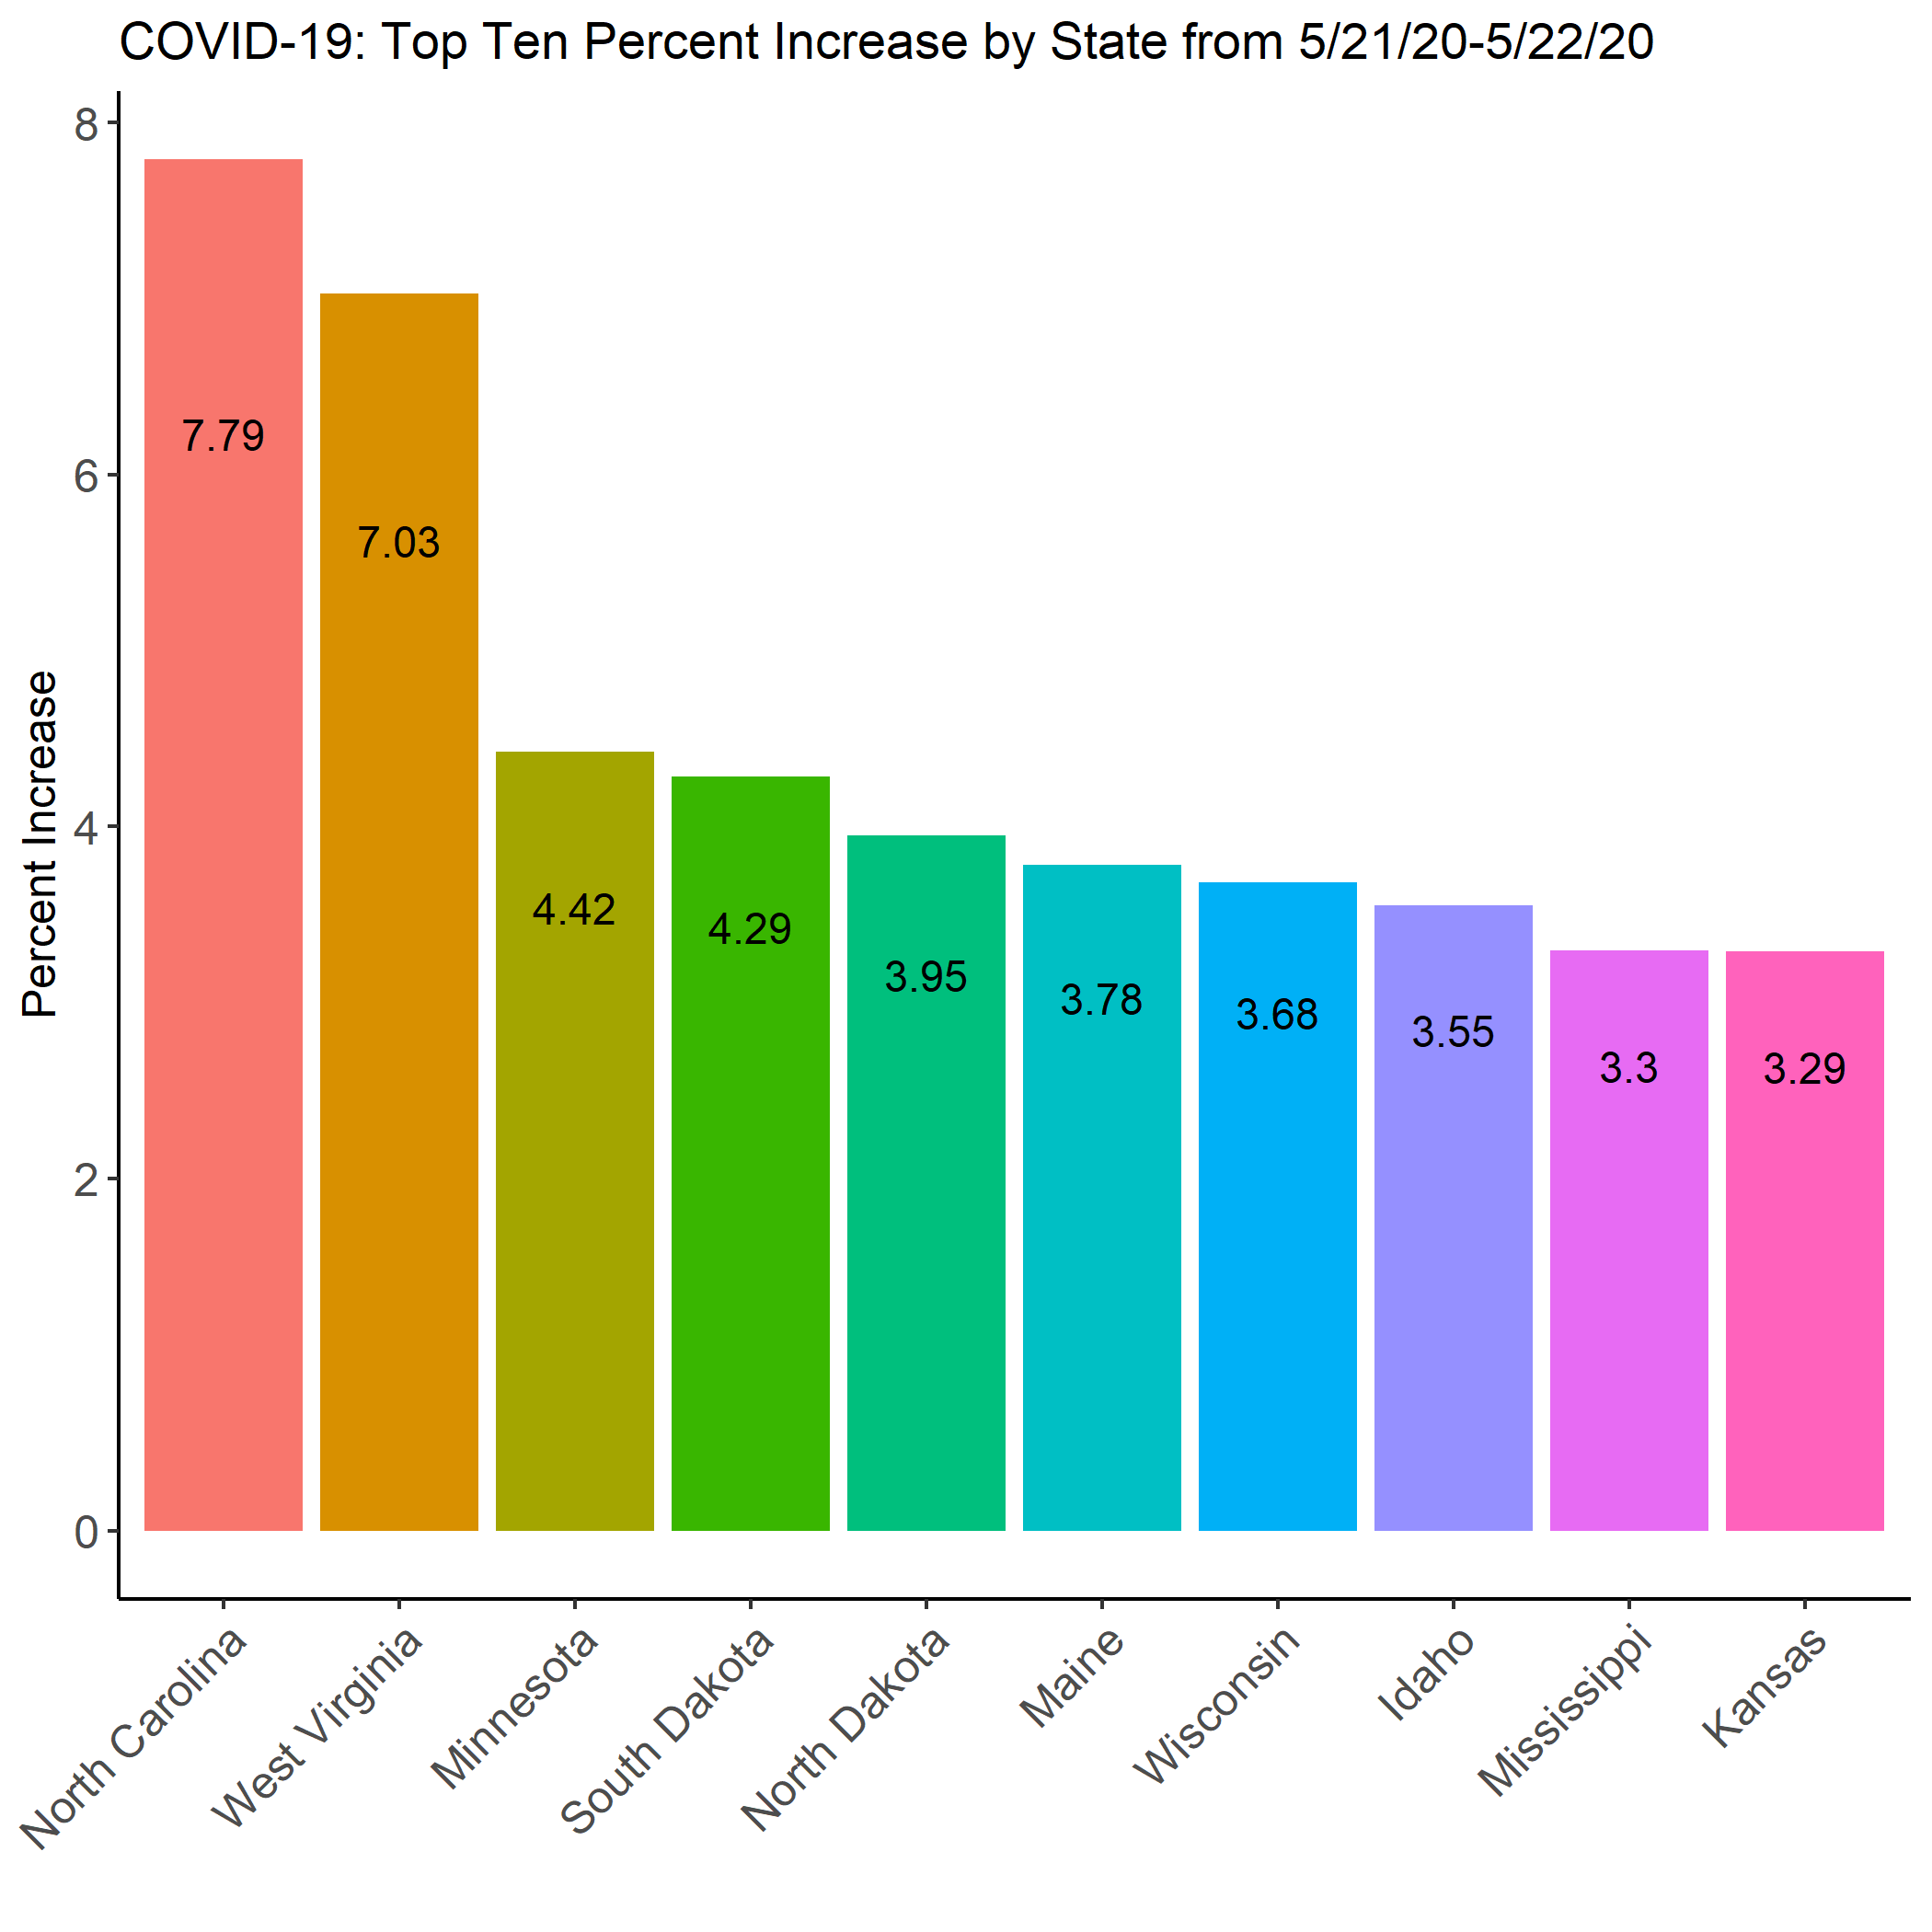 COVID-19: Top Ten Percent Increase by State from 5/21/20-5/22/20
Percent Increase
8
6
4
2
0
7.79
7.03
4.42
4.29
3.95
3.78
3.68
3.55
3.3
3.29
North Carolina
West Virginia
Minnesota
South Dakota
North Dakota
Maine
Wisconsin
Idaho
Mississippi
Kansas